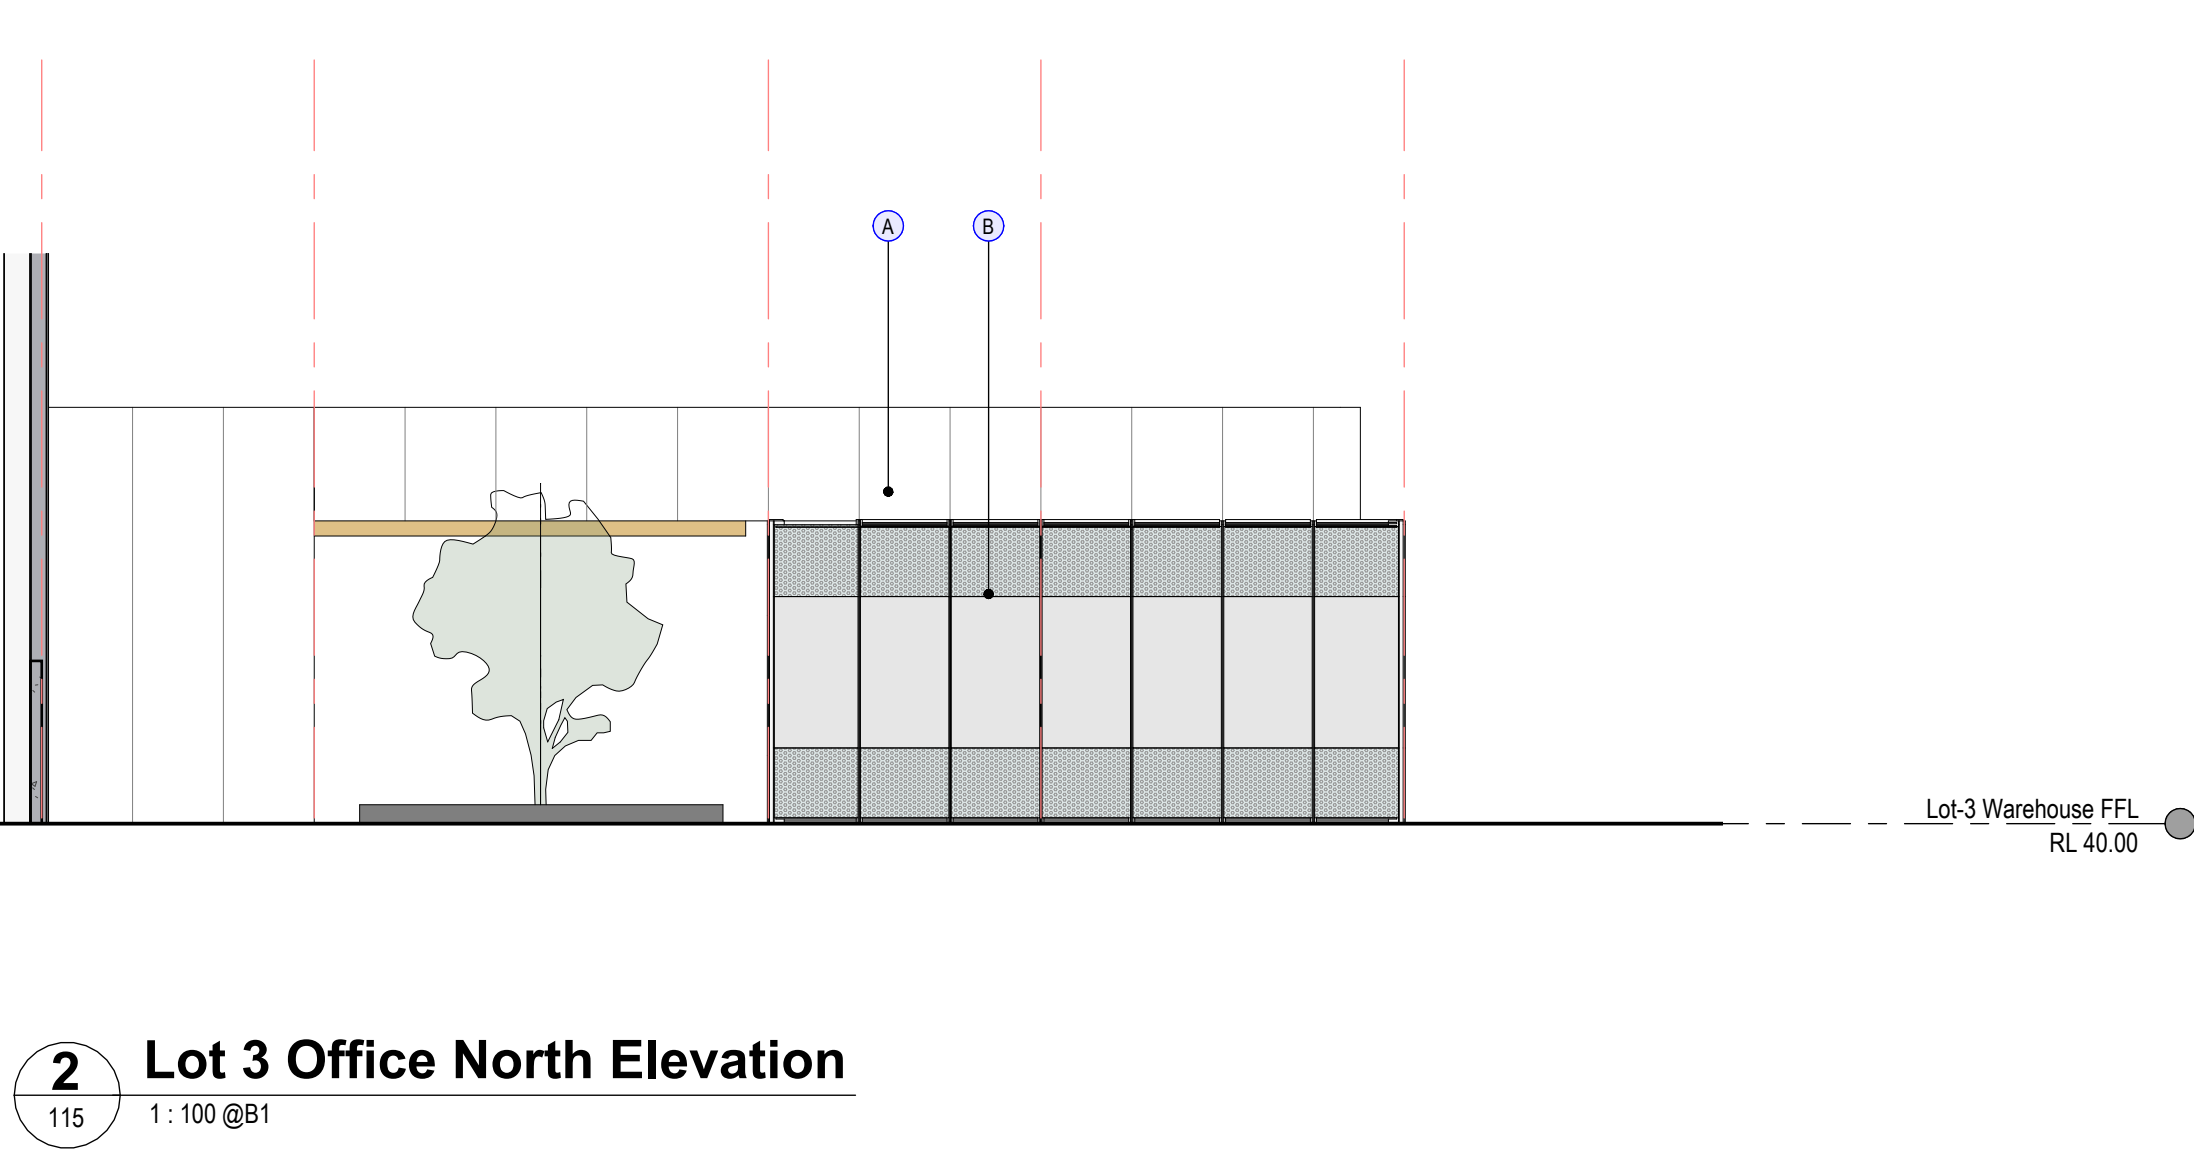 A
B
Lot-3 Warehouse FFL
RL 40.00
2
115
Lot 3 Office North Elevation
1 : 100 @B1